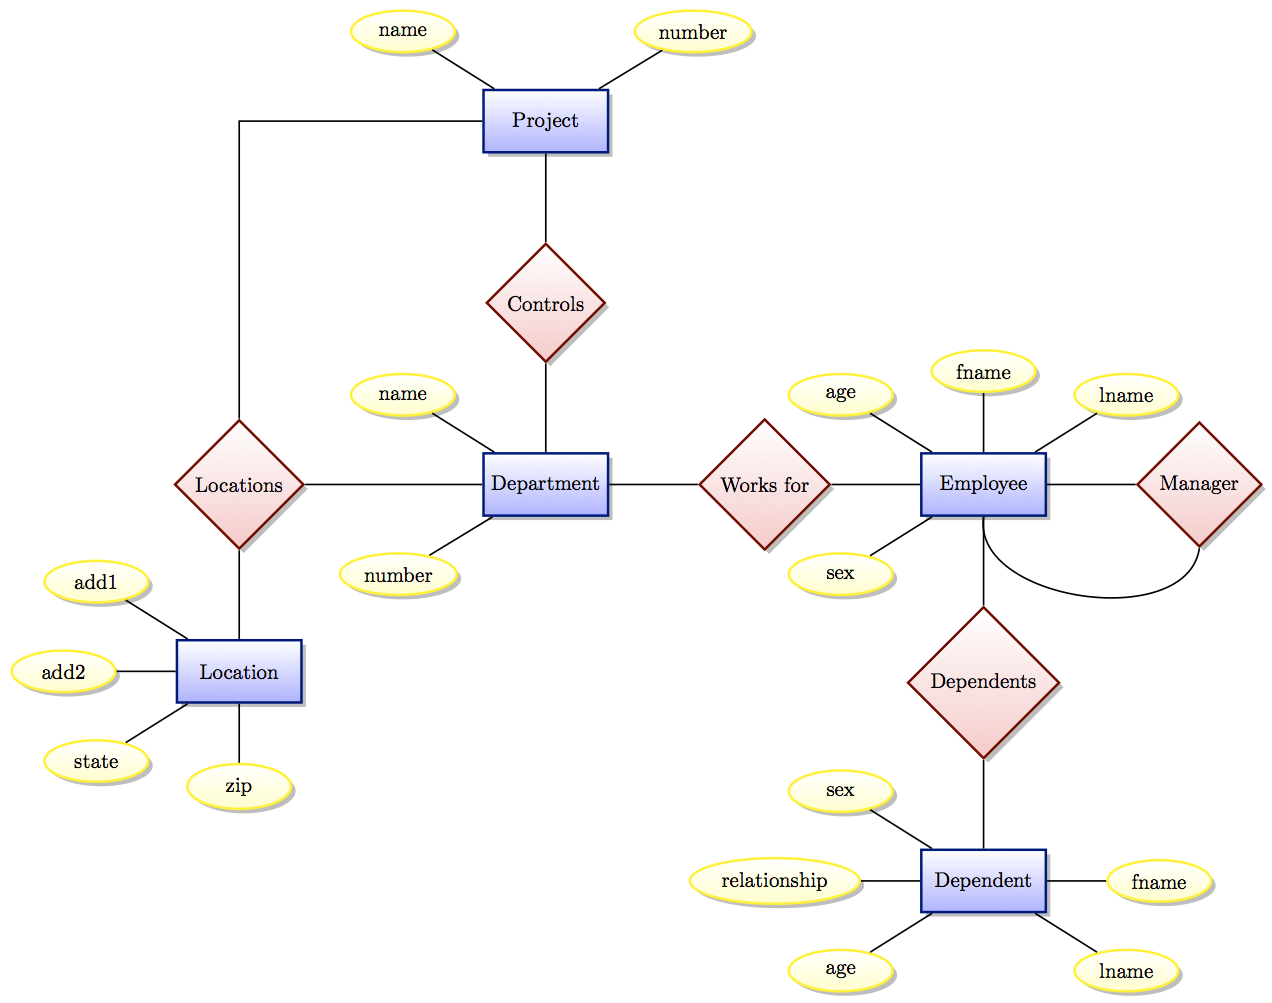 name
number
Project
Controls
fname
age
name
lname
Locations
Department
Works for
Employee
Manager
number
sex
add1
add2
Location
Dependents
state
zip
sex
relationship
Dependent
fname
age
lname